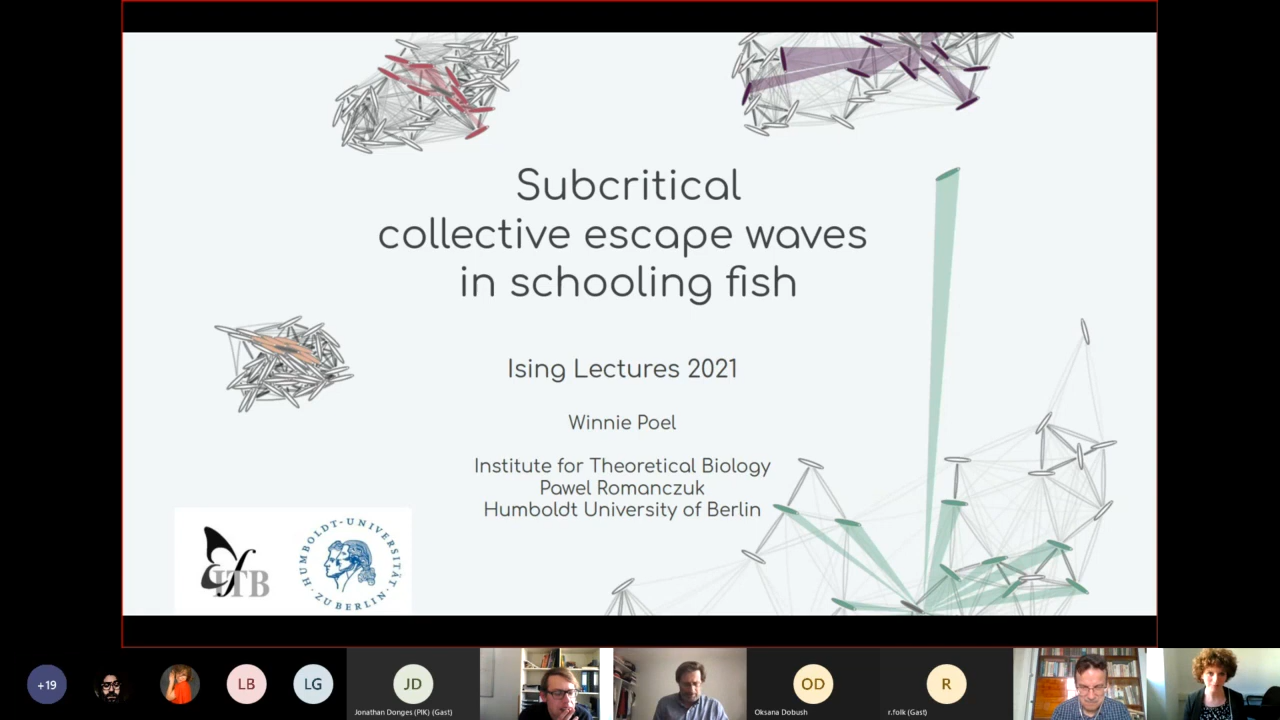 Subcritical
collective escape waves
in schooling fish
Ising Lectures 2021
Winnie Poel
Institute for Theoretical Biology
Pawel Romanczuk
Humboldt University of Berlin
ITB
HUMBOLDT-UNIVERSITÄT
ZU BERLIN
+19
LB
LG
JD
OD
R
Jonathan Donges (PIK) (Gast)
Oksana Dobush
r.folk (Gast)